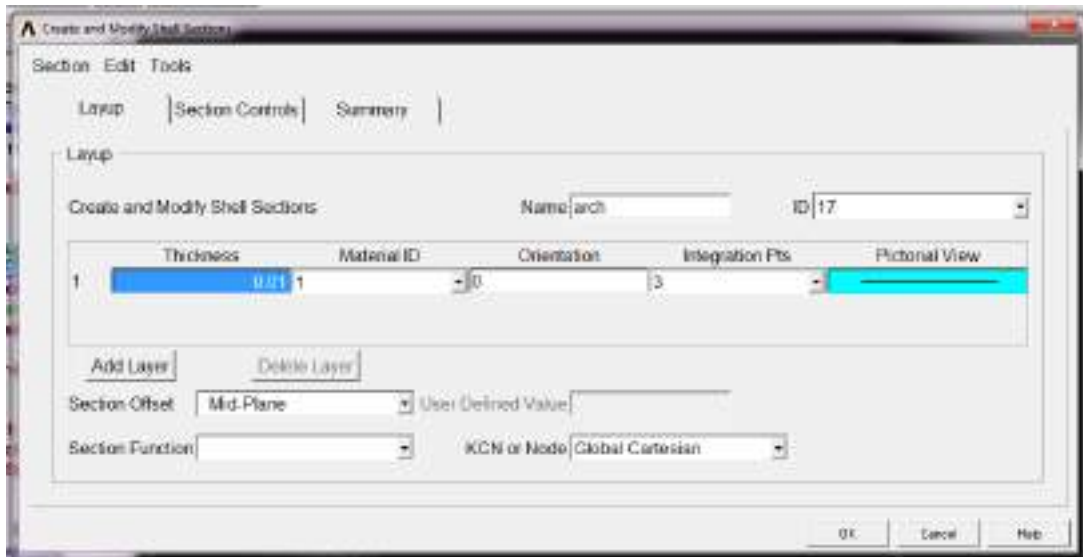 Create and Modify Shell Sections
Section Edit Tools
Layup Section Controls Summary
Layup
Create and Modify Shell Sections Name arch ID 17
Thickness Material ID Orientation Integration Pts Pictorial View
1 0.01 1 0 3
Add Layer Delete Layer
Section Offset Mid-Plane User Defined Value
Section Function KCN or Node Global Cartesian
OK Cancel Help